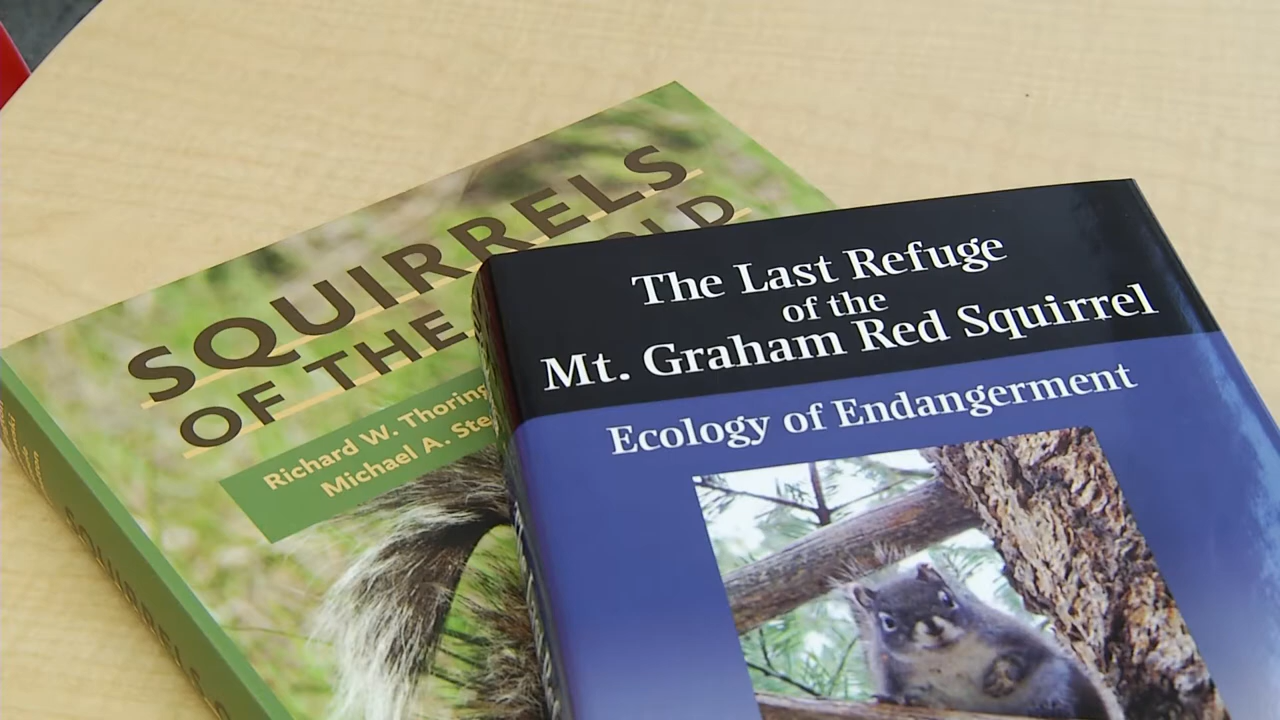 SQUIRRELS
OF THE
Richard W. Thoring
Michael A. Ste
The Last Refuge
of the
Mt. Graham Red Squirrel
Ecology of Endangerment